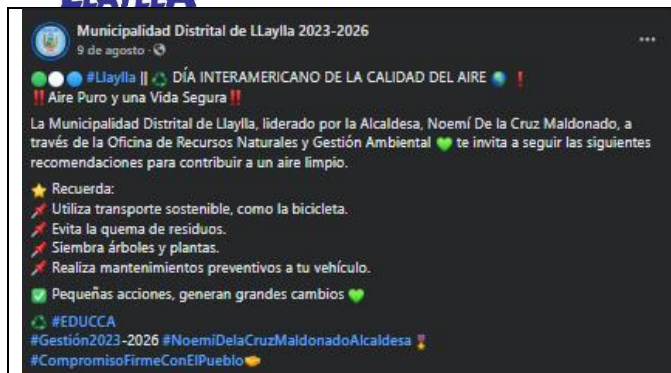 LLAYLLA
Municipalidad Distrital de LLaylla 2023-2026
9 de agosto ·
#Llaylla || ♻ DÍA INTERAMERICANO DE LA CALIDAD DEL AIRE 🌎❗
‼Aire Puro y una Vida Segura‼
La Municipalidad Distrital de Llaylla, liderado por la Alcaldesa, Noemí De la Cruz Maldonado, a
través de la Oficina de Recursos Naturales y Gestión Ambiental 💚 te invita a seguir las siguientes
recomendaciones para contribuir a un aire limpio.
⭐ Recuerda:
📌 Utiliza transporte sostenible, como la bicicleta.
📌 Evita la quema de residuos.
📌 Siembra árboles y plantas.
📌 Realiza mantenimientos preventivos a tu vehículo.
✅ Pequeñas acciones, generan grandes cambios 💚
♻ #EDUCCA
#Gestión2023-2026 #NoemíDelaCruzMaldonadoAlcaldesa 🎖
#CompromisoFirmeConElPueblo🤝